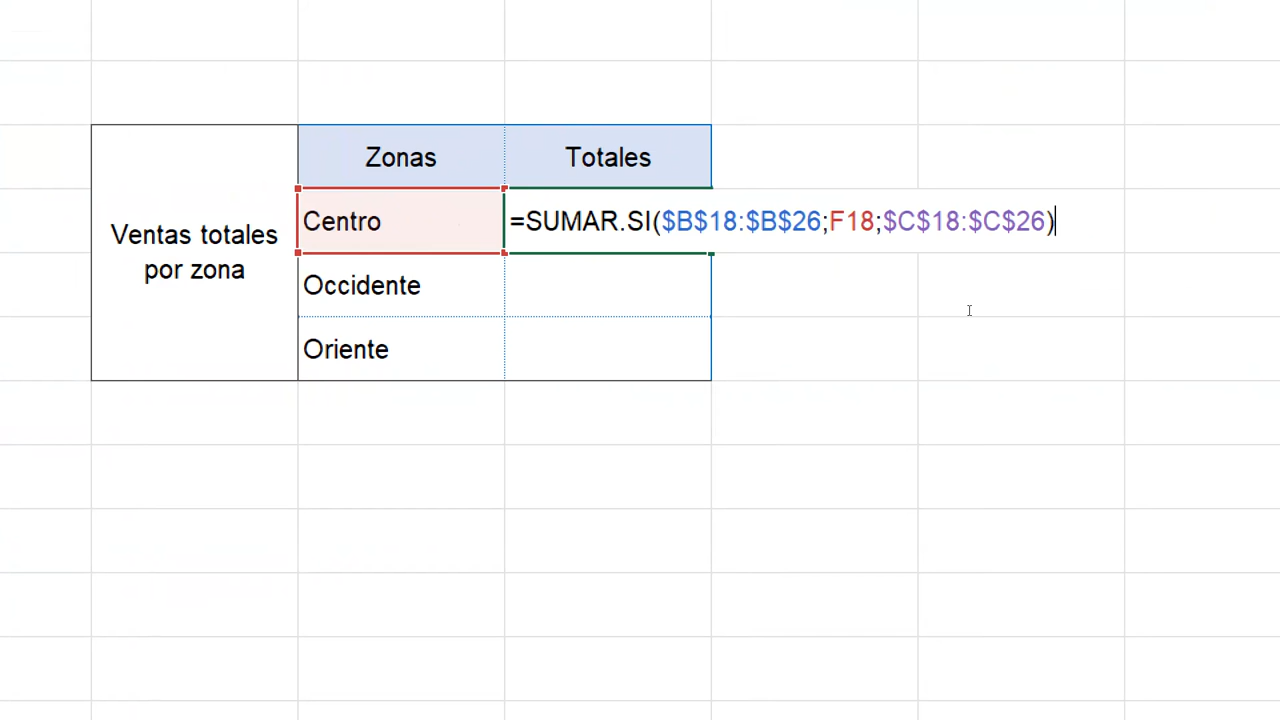 Zonas Totales
Ventas totales
por zona
Centro =SUMAR.SI($B$18:$B$26;F18;$C$18:$C$26)
Occidente
Oriente